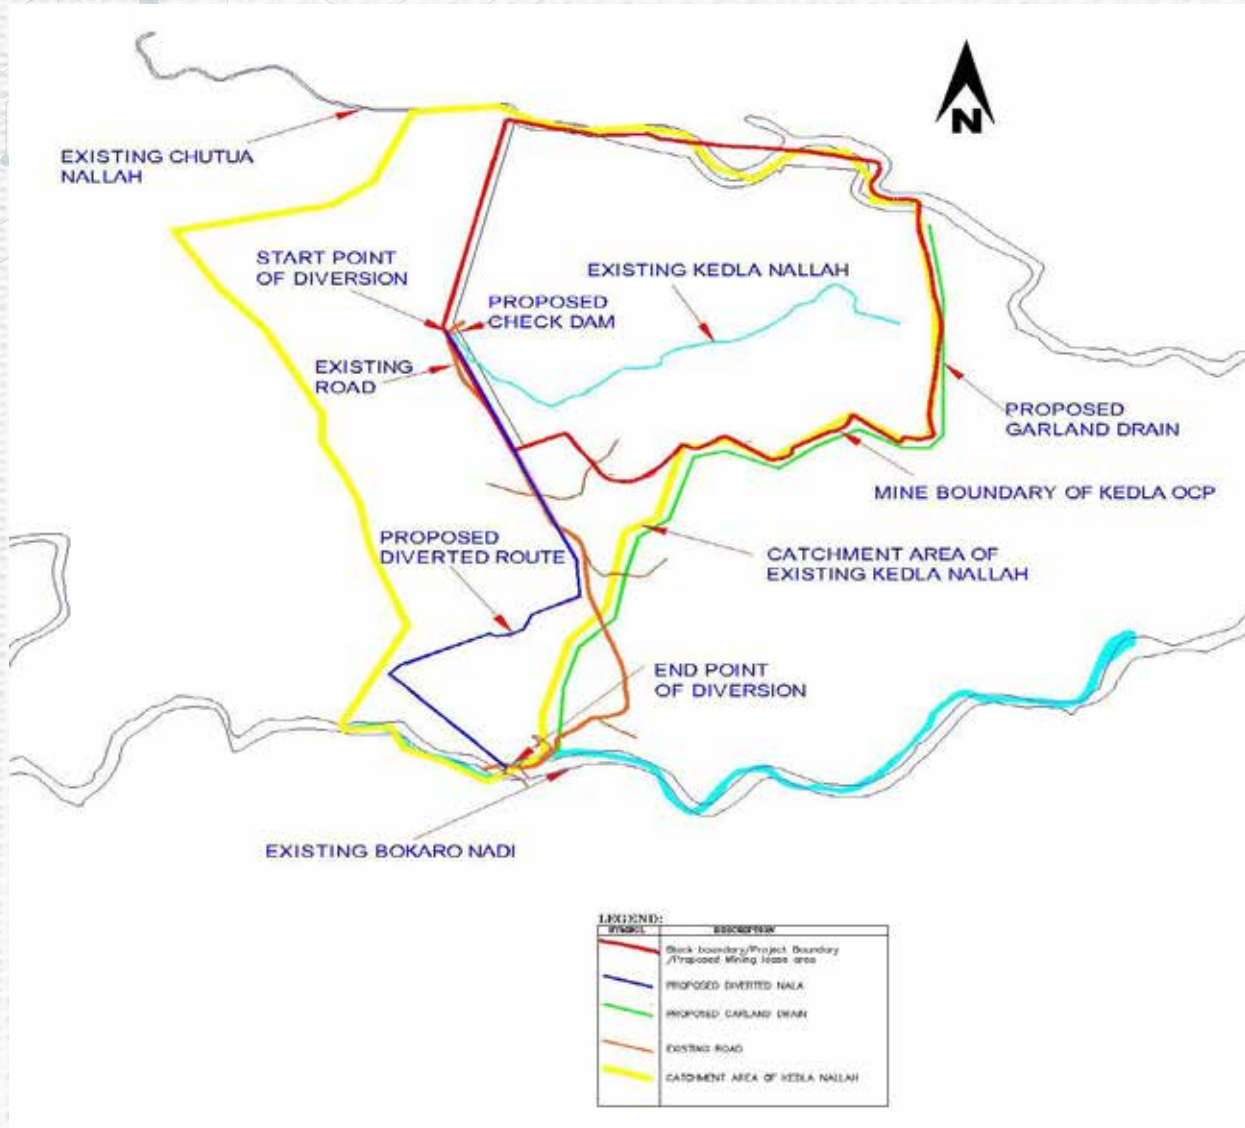 N
EXISTING CHUTUA
NALLAH
START POINT
OF DIVERSION
EXISTING KEDLA NALLAH
PROPOSED
CHECK DAM
EXISTING
ROAD
PROPOSED
GARLAND DRAIN
MINE BOUNDARY OF KEDLA OCP
PROPOSED
DIVERTED ROUTE
CATCHMENT AREA OF
EXISTING KEDLA NALLAH
END POINT
OF DIVERSION
EXISTING BOKARO NADI
LEGEND:
SYMBOL DESCRIPTION
Block boundary/Project Boundary
/Proposed Mining lease area
PROPOSED DIVERTED NALA
PROPOSED GARLAND DRAIN
EXISTING ROAD
CATCHMENT AREA OF KEDLA NALLAH